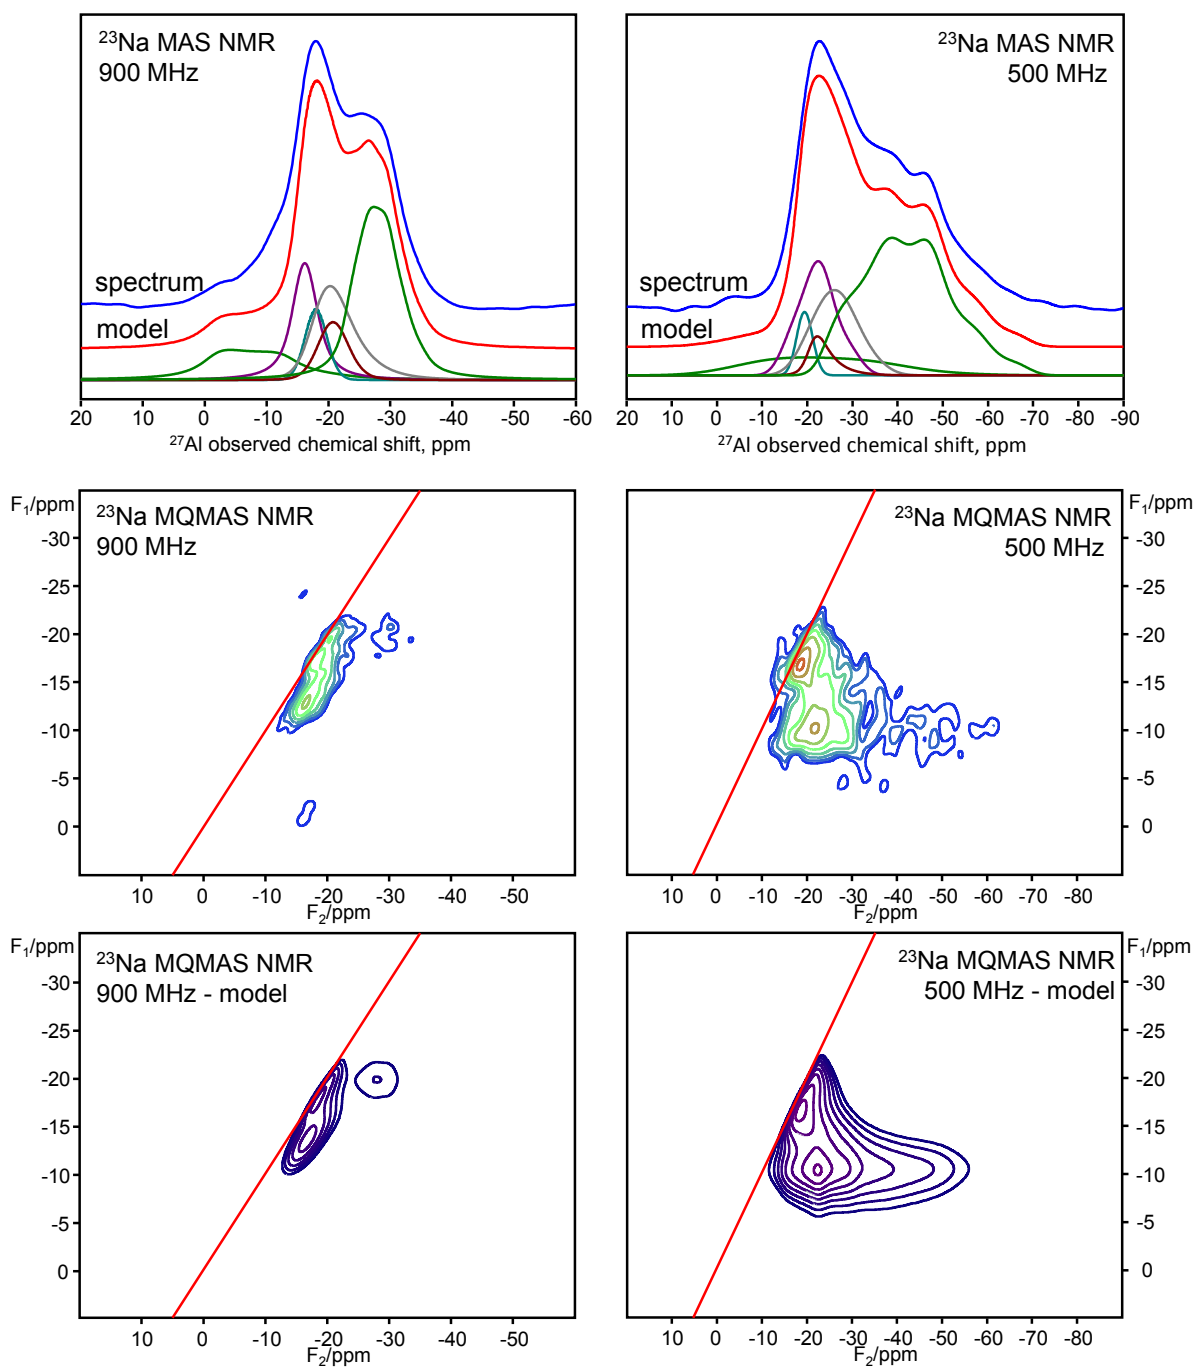 ²³Na MAS NMR
900 MHz
spectrum
model
20 10 0 -10 -20 -30 -40 -50 -60
²⁷Al observed chemical shift, ppm
²³Na MAS NMR
500 MHz
spectrum
model
20 10 0 -10 -20 -30 -40 -50 -60 -70 -80 -90
²⁷Al observed chemical shift, ppm
F₁/ppm
²³Na MQMAS NMR
900 MHz
-30
-25
-20
-15
-10
-5
0
10 0 -10 -20 -30 -40 -50
F₂/ppm
²³Na MQMAS NMR
500 MHz
F₁/ppm
-30
-25
-20
-15
-10
-5
0
10 0 -10 -20 -30 -40 -50 -60 -70 -80
F₂/ppm
F₁/ppm
²³Na MQMAS NMR
900 MHz - model
-30
-25
-20
-15
-10
-5
0
10 0 -10 -20 -30 -40 -50
F₂/ppm
²³Na MQMAS NMR
500 MHz - model
F₁/ppm
-30
-25
-20
-15
-10
-5
0
10 0 -10 -20 -30 -40 -50 -60 -70 -80
F₂/ppm